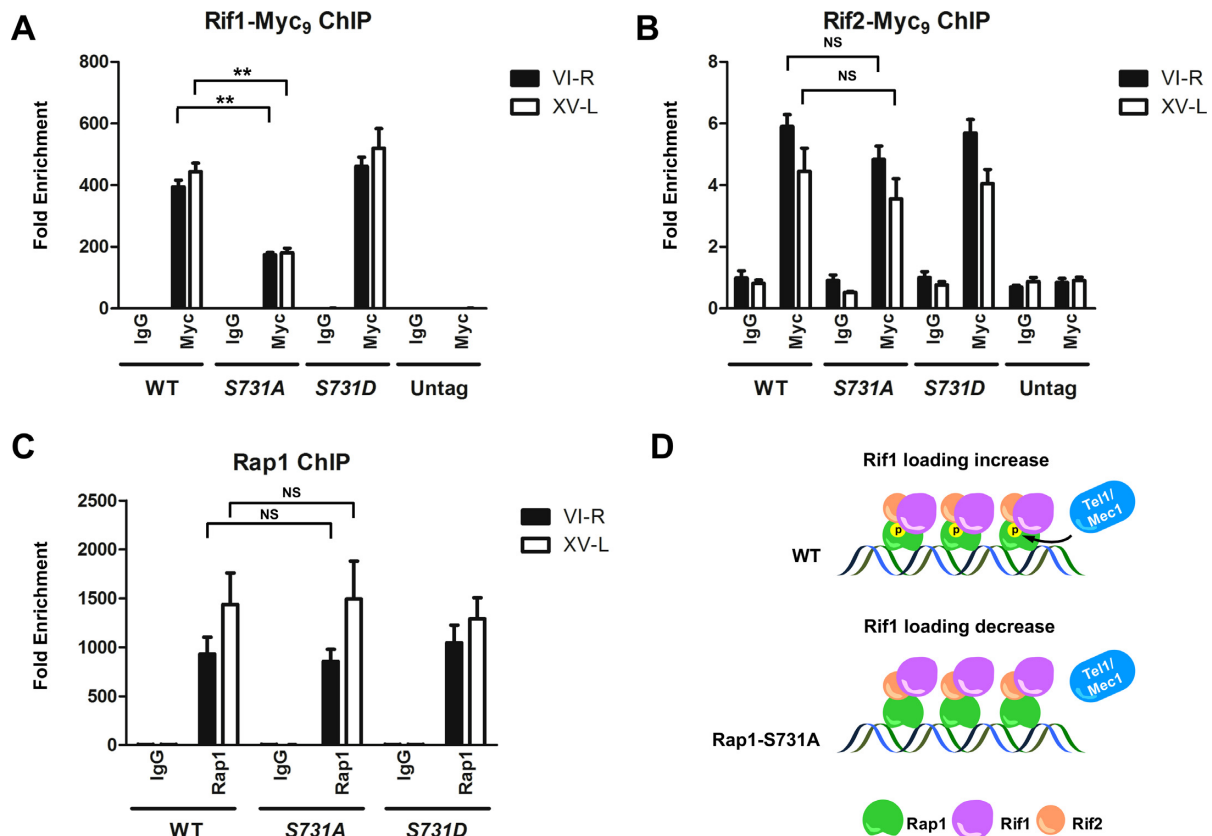 A
Rif1-Myc9 ChIP
Fold Enrichment
800
600
400
200
0
**
**
VI-R
XV-L
IgG
Myc
IgG
Myc
IgG
Myc
IgG
Myc
WT
S731A
S731D
Untag
B
Rif2-Myc9 ChIP
Fold Enrichment
8
6
4
2
0
NS
NS
VI-R
XV-L
IgG
Myc
IgG
Myc
IgG
Myc
IgG
Myc
WT
S731A
S731D
Untag
C
Rap1 ChIP
Fold Enrichment
2500
2000
1500
1000
500
0
NS
NS
VI-R
XV-L
IgG
Rap1
IgG
Rap1
IgG
Rap1
WT
S731A
S731D
D
Rif1 loading increase
Tel1/
Mec1
p
p
p
WT
Rif1 loading decrease
Tel1/
Mec1
Rap1-S731A
Rap1
Rif1
Rif2